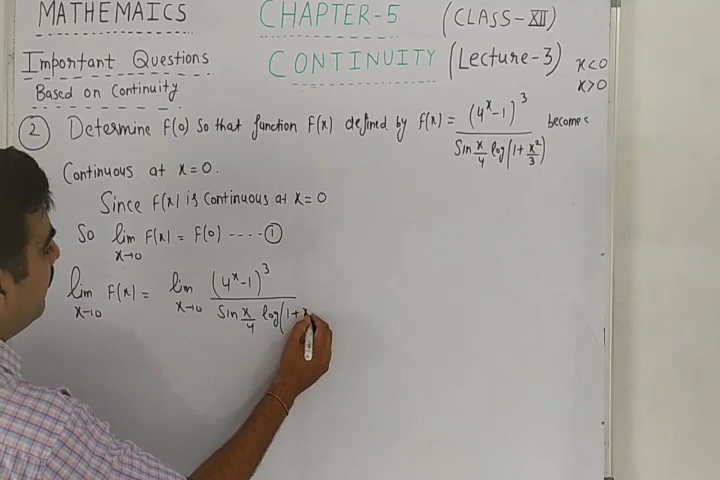 MATHEMAICS CHAPTER-5 (CLASS-XII)
Important Questions CONTINUITY (Lecture-3) x<0
Based on Continuity x>0
② Determine F(0) So that function F(x) defined by F(x) = (4^x-1)^3 / Sin x/4 log(1+x²/3) becomes
Continuous at x=0.
Since F(x) is Continuous at x=0
So lim x→0 F(x) = F(0) ----①
lim x→0 F(x) = lim x→0 (4^x-1)^3 / Sin x/4 log(1+x